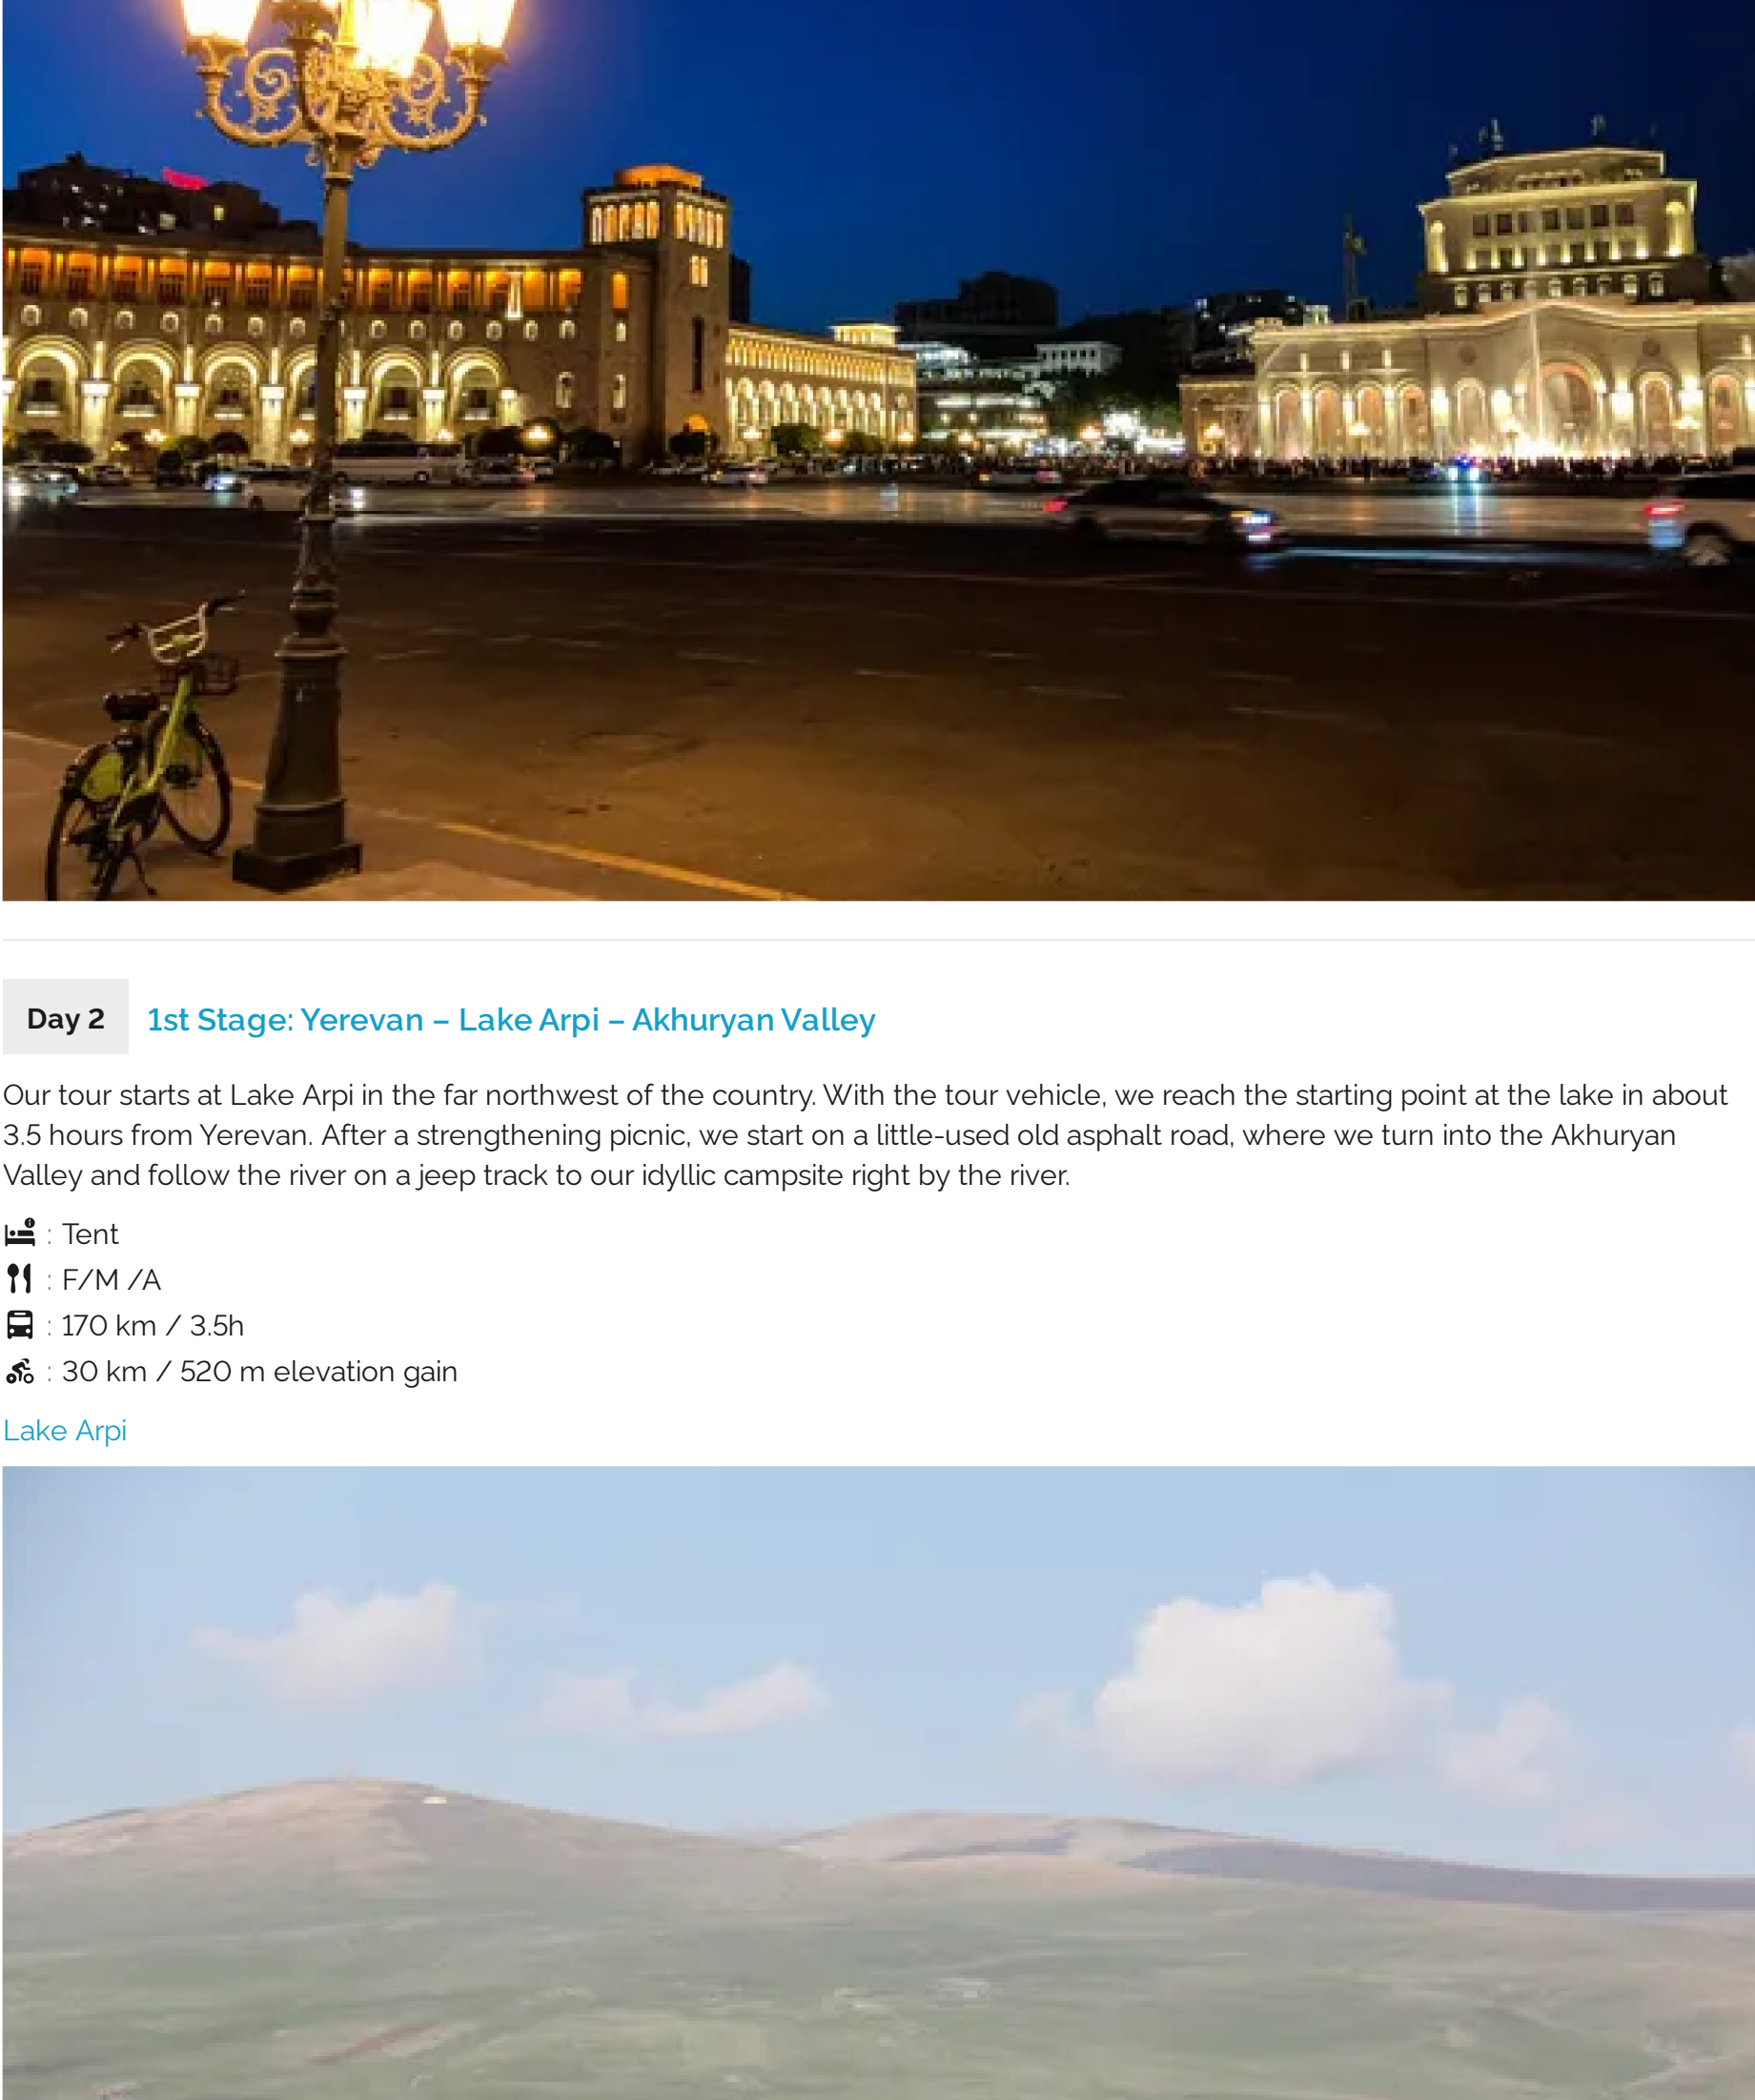 Day 2
1st Stage: Yerevan – Lake Arpi – Akhuryan Valley
Our tour starts at Lake Arpi in the far northwest of the country. With the tour vehicle, we reach the starting point at the lake in about
3.5 hours from Yerevan. After a strengthening picnic, we start on a little-used old asphalt road, where we turn into the Akhuryan
Valley and follow the river on a jeep track to our idyllic campsite right by the river.
: Tent
: F/M /A
: 170 km / 3.5h
: 30 km / 520 m elevation gain
Lake Arpi